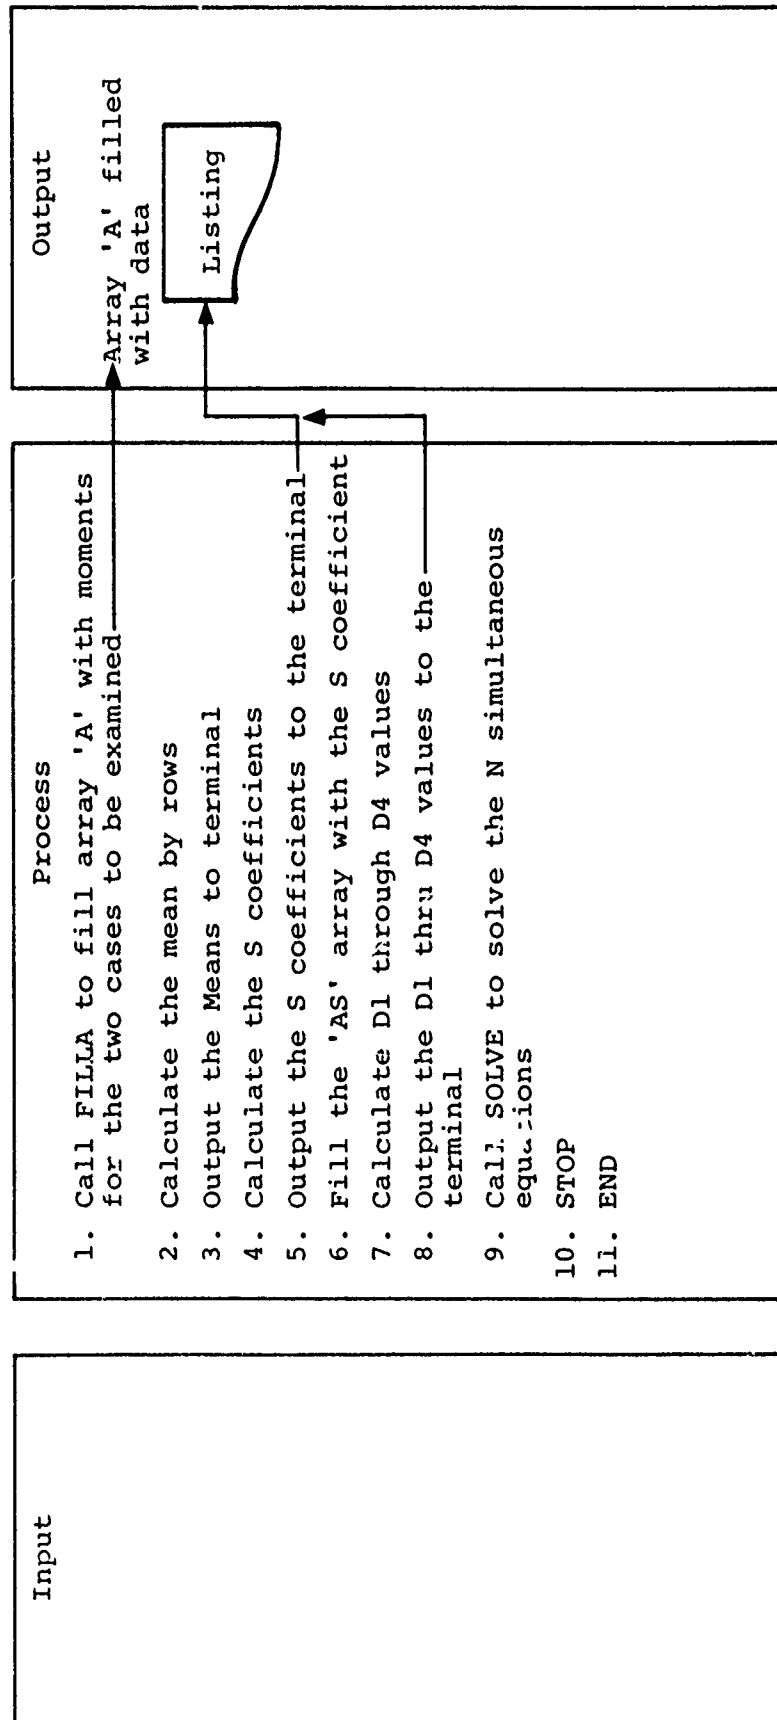 Input
Process
1. Call FILLA to fill array 'A' with moments
for the two cases to be examined
2. Calculate the mean by rows
3. Output the Means to terminal
4. Calculate the S coefficients
5. Output the S coefficients to the terminal
6. Fill the 'AS' array with the S coefficient
7. Calculate D1 through D4 values
8. Output the D1 thru D4 values to the
terminal
9. Call SOLVE to solve the N simultaneous
equations
10. STOP
11. END
Output
Array 'A' filled
with data
Listing